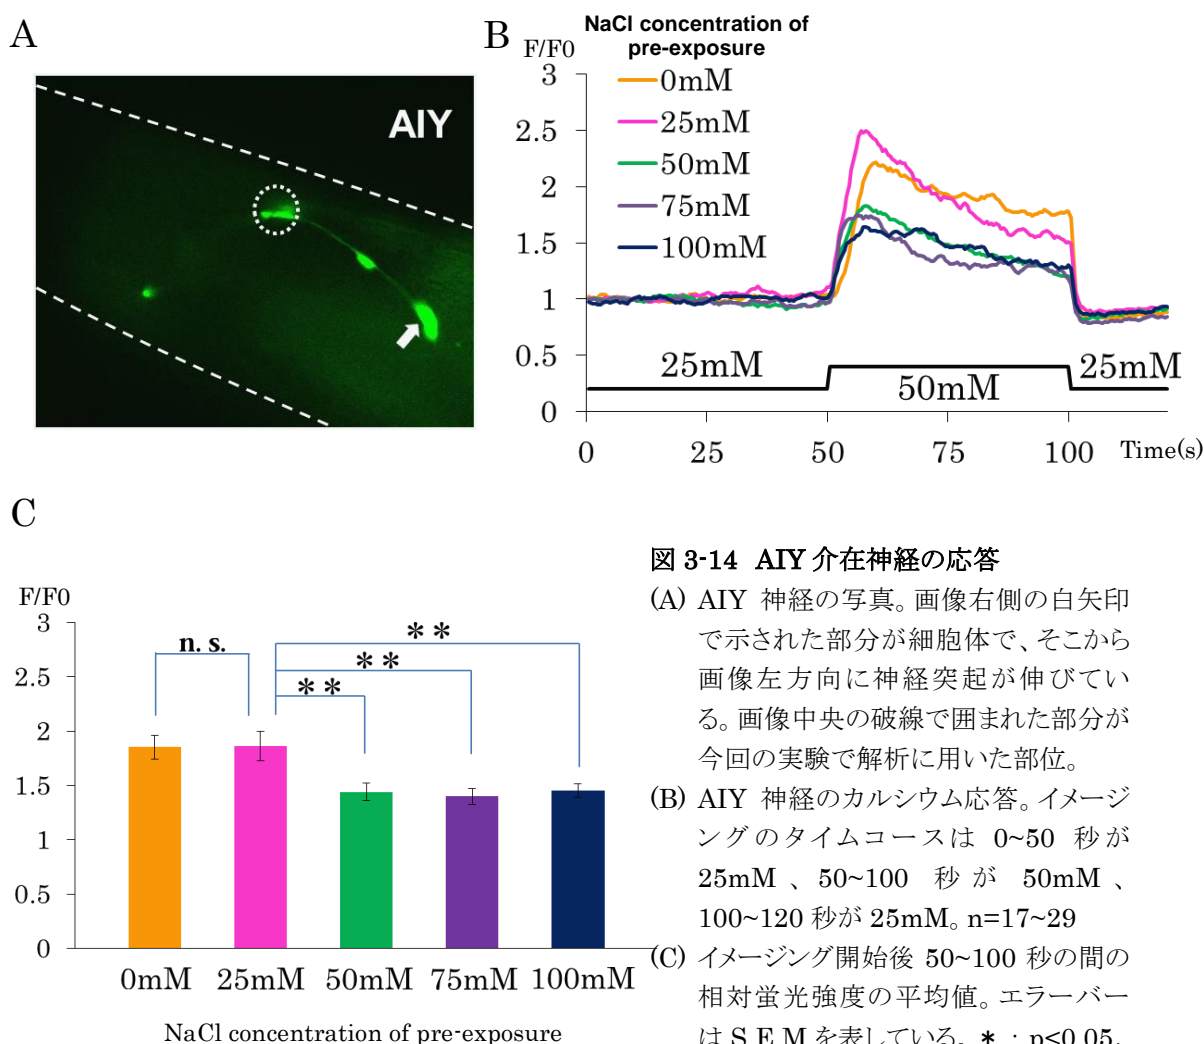 A
AIY
B
F/F0
NaCl concentration of
pre-exposure
0mM
25mM
50mM
75mM
100mM
3
2.5
2
1.5
1
0.5
0
25mM
50mM
25mM
0
25
50
75
100
Time(s)
C
F/F0
3
2.5
2
1.5
1
0.5
0
n. s.
**
**
**
0mM
25mM
50mM
75mM
100mM
NaCl concentration of pre-exposure
図 3-14 AIY 介在神経の応答
(A) AIY 神経の写真。画像右側の白矢印
で示された部分が細胞体で、そこから
画像左方向に神経突起が伸びてい
る。画像中央の破線で囲まれた部分が
今回の実験で解析に用いた部位。
(B) AIY 神経のカルシウム応答。イメージ
ングのタイムコースは 0~50 秒が
25mM 、50~100 秒が 50mM 、
100~120 秒が 25mM。n=17~29
(C) イメージング開始後 50~100 秒の間の
相対蛍光強度の平均値。エラーバー
は S.E.M を表している。* : p<0.05,